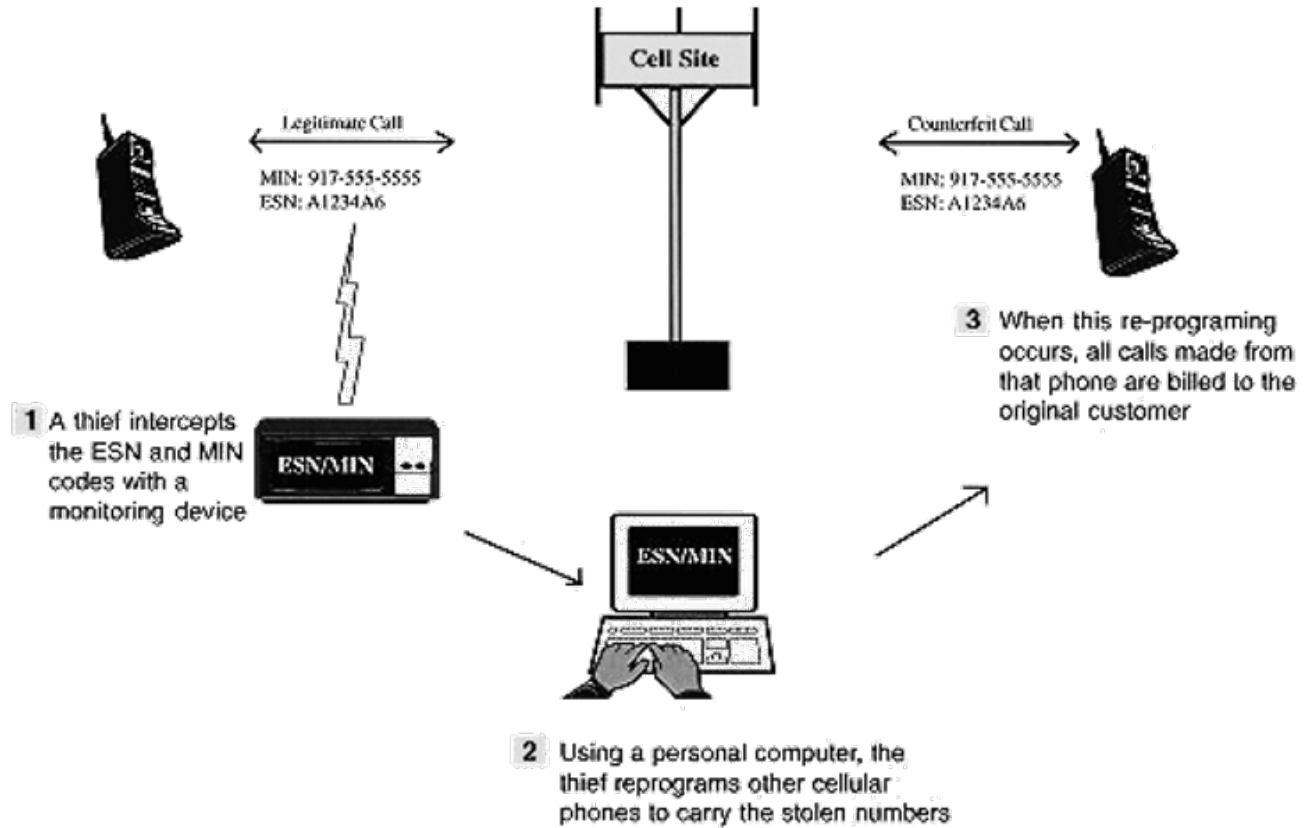 Cell Site
Legitimate Call
MIN: 917-555-5555
ESN: A1234A6
Counterfeit Call
MIN: 917-555-5555
ESN: A1234A6
1 A thief intercepts
the ESN and MIN
codes with a
monitoring device
ESN/MIN
ESN/MIN
2 Using a personal computer, the
thief reprograms other cellular
phones to carry the stolen numbers
3 When this re-programing
occurs, all calls made from
that phone are billed to the
original customer